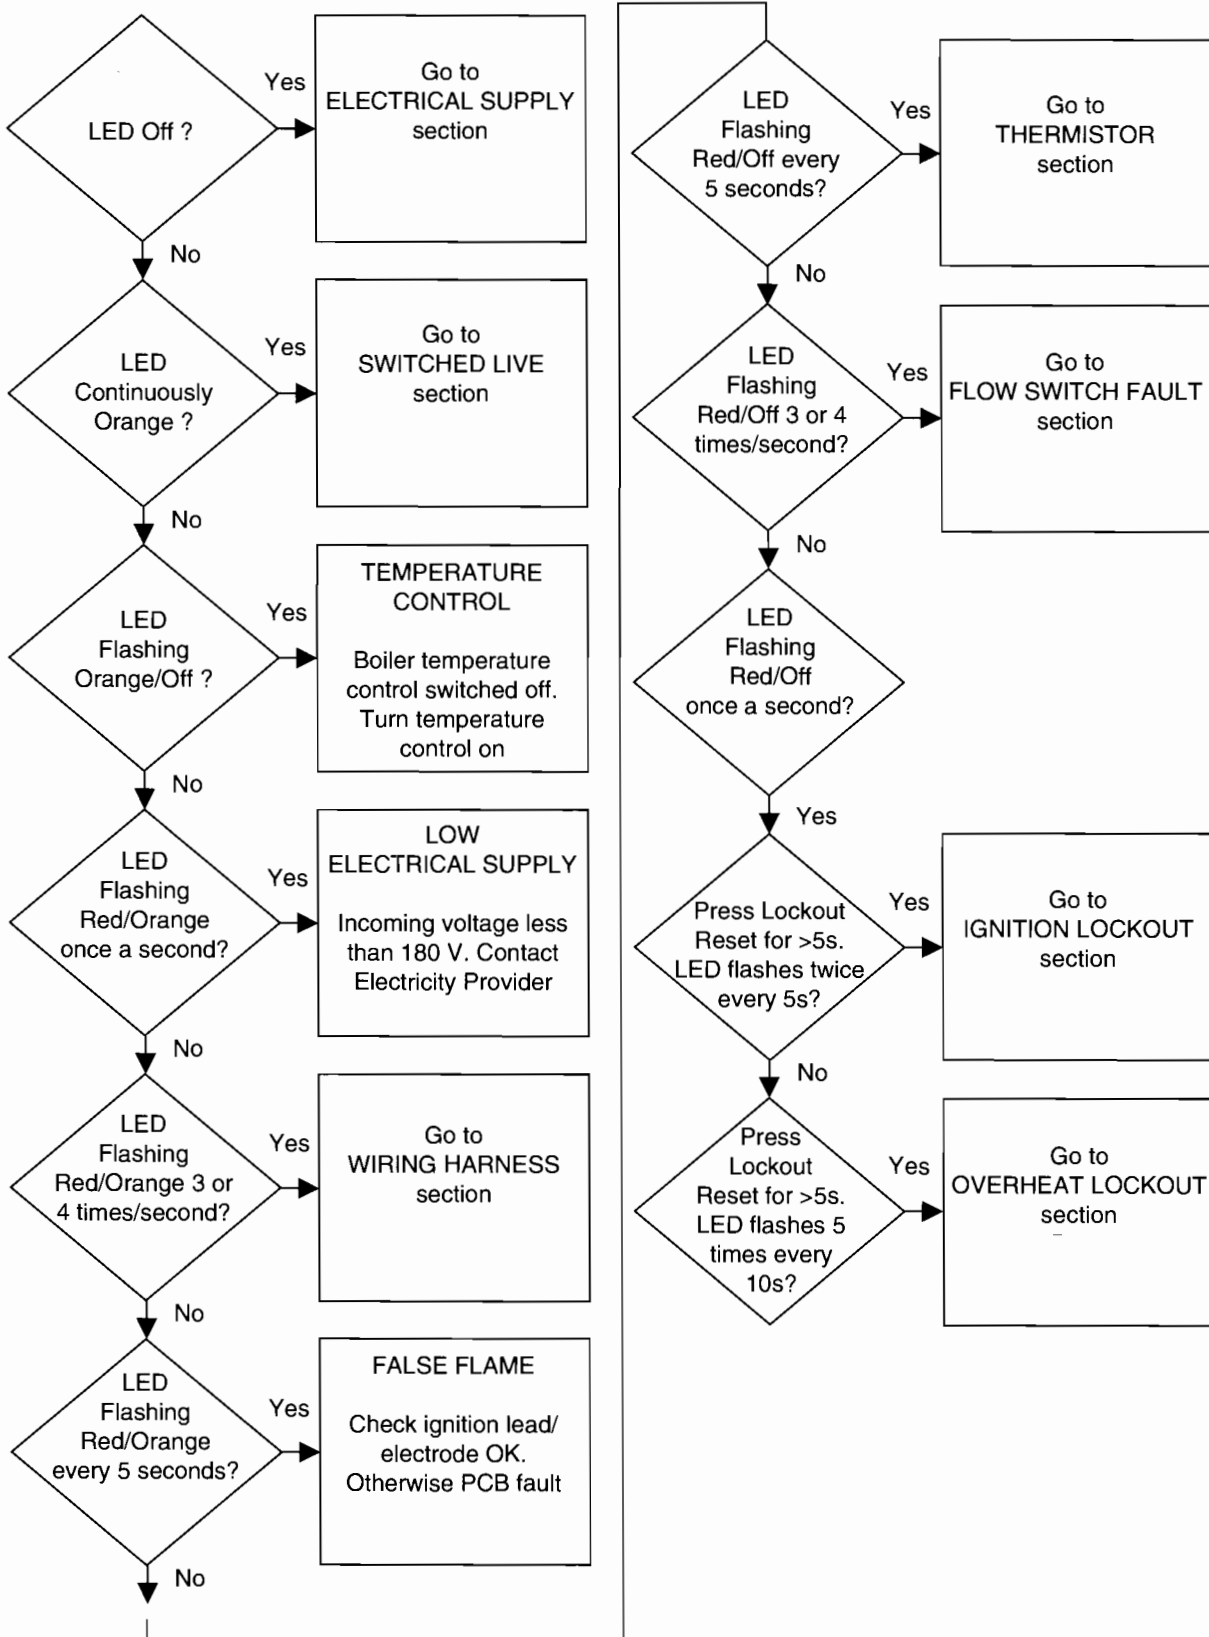 LED Off ?
Yes
Go to
ELECTRICAL SUPPLY
section
No
LED
Continuously
Orange ?
Yes
Go to
SWITCHED LIVE
section
No
LED
Flashing
Orange/Off ?
Yes
TEMPERATURE
CONTROL
Boiler temperature
control switched off.
Turn temperature
control on
No
LED
Flashing
Red/Orange
once a second?
Yes
LOW
ELECTRICAL SUPPLY
Incoming voltage less
than 180 V. Contact
Electricity Provider
No
LED
Flashing
Red/Orange 3 or
4 times/second?
Yes
Go to
WIRING HARNESS
section
No
LED
Flashing
Red/Orange
every 5 seconds?
Yes
FALSE FLAME
Check ignition lead/
electrode OK.
Otherwise PCB fault
No
LED
Flashing
Red/Off every
5 seconds?
Yes
Go to
THERMISTOR
section
No
LED
Flashing
Red/Off 3 or 4
times/second?
Yes
Go to
FLOW SWITCH FAULT
section
No
LED
Flashing
Red/Off
once a second?
Yes
Press Lockout
Reset for >5s.
LED flashes twice
every 5s?
Yes
Go to
IGNITION LOCKOUT
section
No
Press
Lockout
Reset for >5s.
LED flashes 5
times every
10s?
Yes
Go to
OVERHEAT LOCKOUT
section